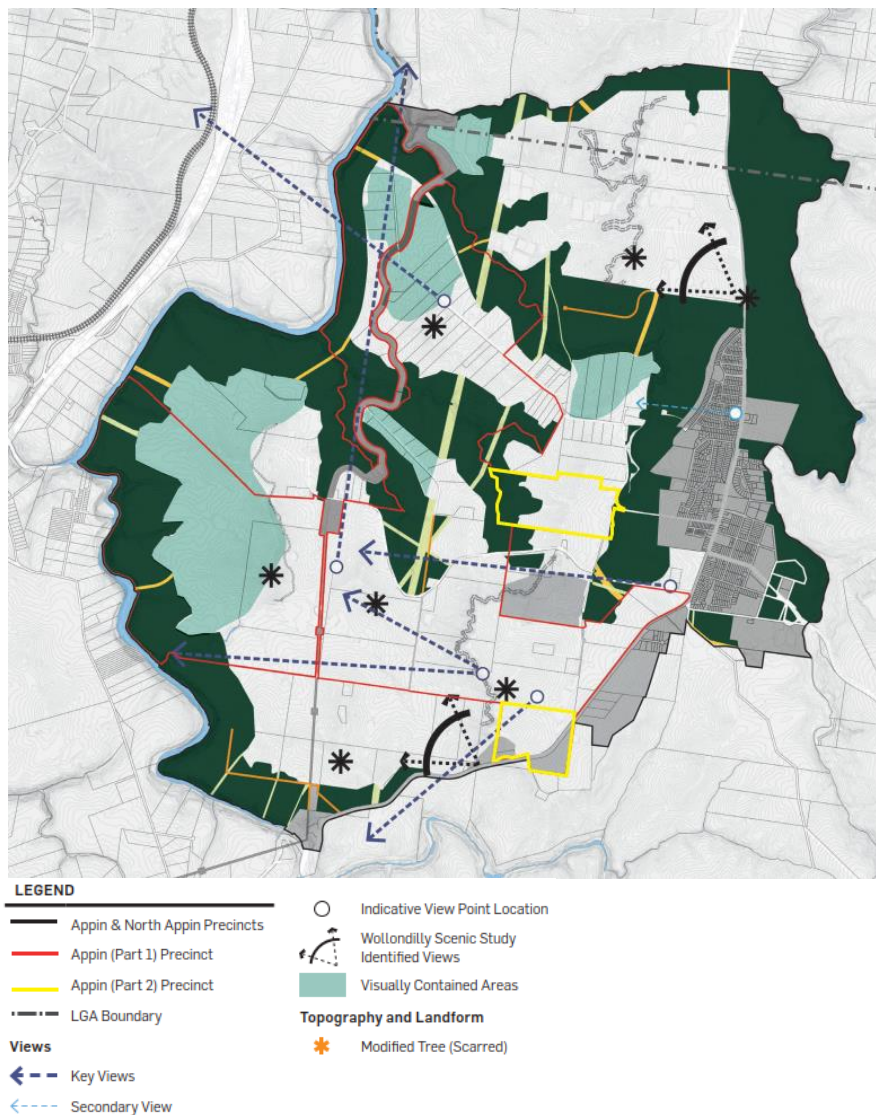 LEGEND
Appin & North Appin Precincts
Appin (Part 1) Precinct
Appin (Part 2) Precinct
LGA Boundary
Views
Key Views
Secondary View
Indicative View Point Location
Wollondilly Scenic Study
Identified Views
Visually Contained Areas
Topography and Landform
Modified Tree (Scarred)